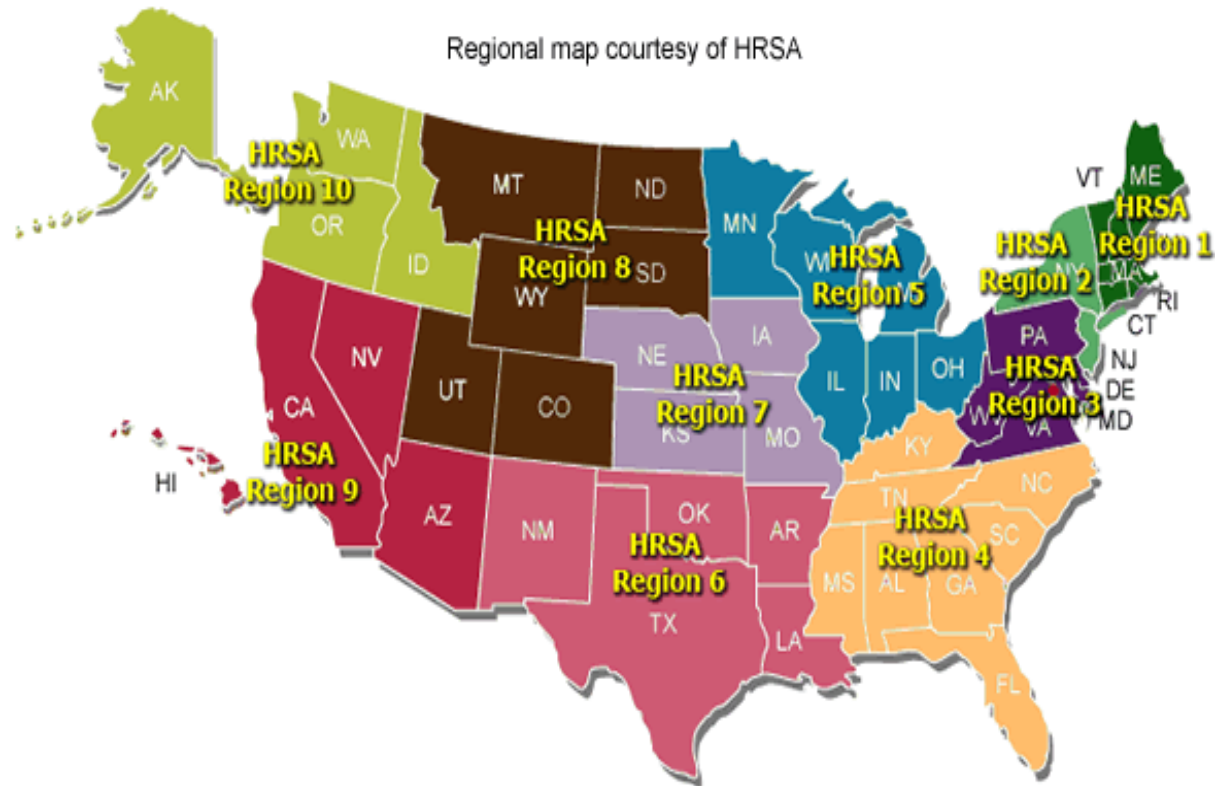 Regional map courtesy of HRSA
AK
WA
HRSA
Region 10
OR
ID
MT
ND
HRSA
Region 8
SD
WY
UT
CO
MN
WI
HRSA
Region 5
IL
IN
OH
VT
ME
HRSA
Region 1
HRSA
Region 2
NY
MA
RI
CT
NJ
PA
HRSA
Region 3
DE
MD
VA
NE
IA
HRSA
Region 7
KS
MO
NV
CA
HI
HRSA
Region 9
AZ
NM
OK
AR
HRSA
Region 6
TX
LA
KY
TN
NC
HRSA
Region 4
SC
MS
AL
GA
FL